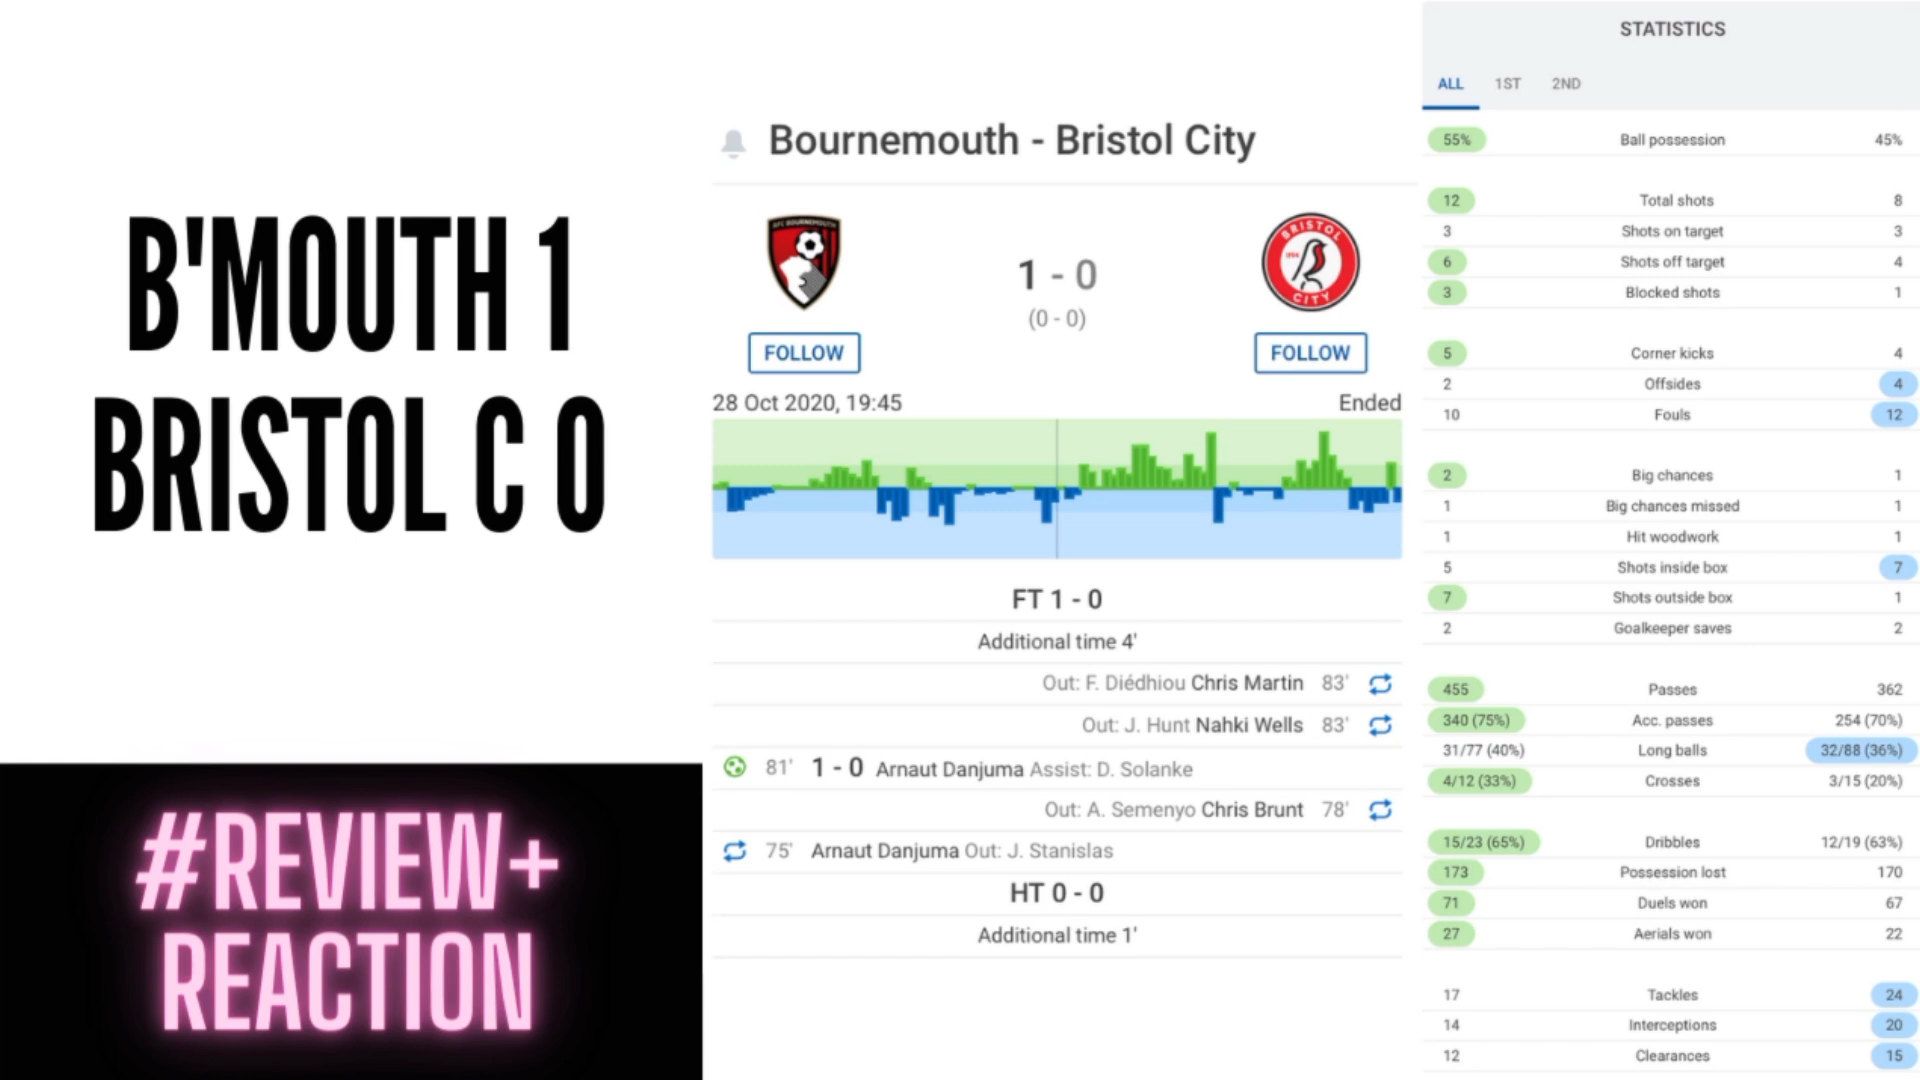 B'MOUTH 1
BRISTOL C 0
#REVIEW+
REACTION
Bournemouth - Bristol City
AFC BOURNEMOUTH
BRISTOL
1894
CITY
1 - 0
(0 - 0)
FOLLOW
FOLLOW
28 Oct 2020, 19:45 Ended
FT 1 - 0
Additional time 4'
Out: F. Diédhiou Chris Martin 83'
Out: J. Hunt Nahki Wells 83'
81' 1 - 0 Arnaut Danjuma Assist: D. Solanke
Out: A. Semenyo Chris Brunt 78'
75' Arnaut Danjuma Out: J. Stanislas
HT 0 - 0
Additional time 1'
STATISTICS
ALL 1ST 2ND
55% Ball possession 45%
12 Total shots 8
3 Shots on target 3
6 Shots off target 4
3 Blocked shots 1
5 Corner kicks 4
2 Offsides 4
10 Fouls 12
2 Big chances 1
1 Big chances missed 1
1 Hit woodwork 1
5 Shots inside box 7
7 Shots outside box 1
2 Goalkeeper saves 2
455 Passes 362
340 (75%) Acc. passes 254 (70%)
31/77 (40%) Long balls 32/88 (36%)
4/12 (33%) Crosses 3/15 (20%)
15/23 (65%) Dribbles 12/19 (63%)
173 Possession lost 170
71 Duels won 67
27 Aerials won 22
17 Tackles 24
14 Interceptions 20
12 Clearances 15